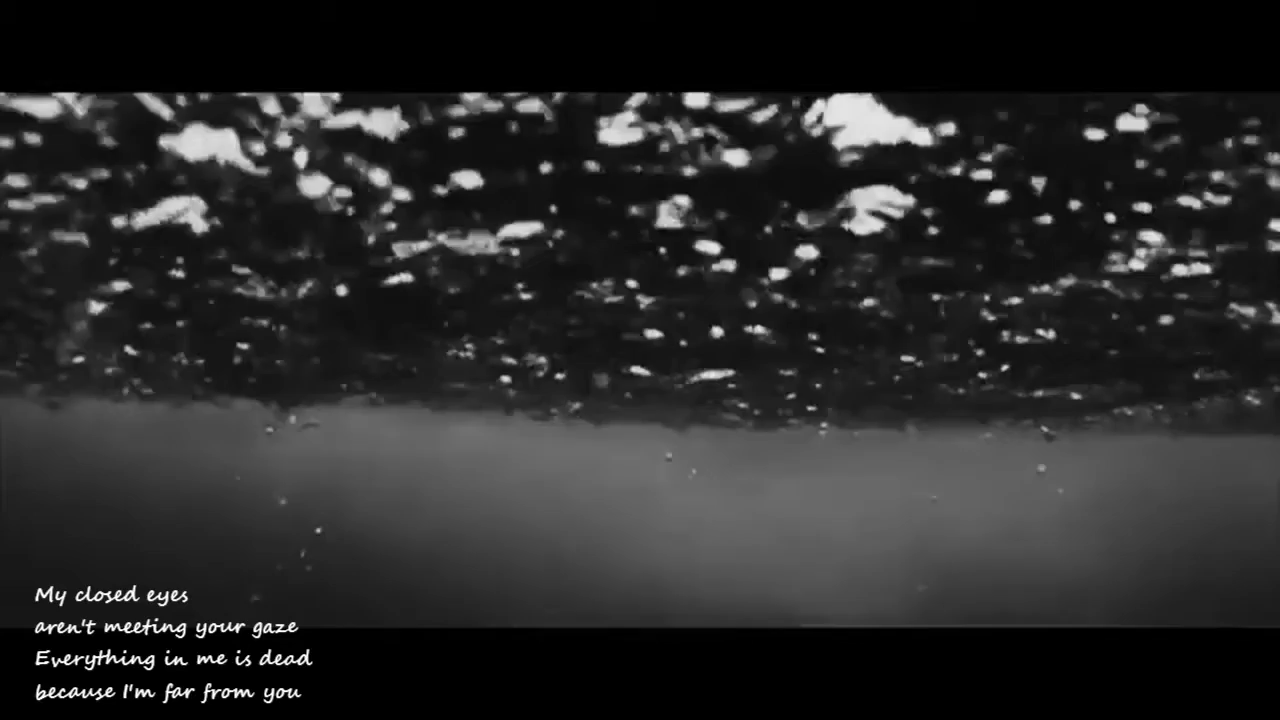 My closed eyes
aren't meeting your gaze
Everything in me is dead
because I'm far from you